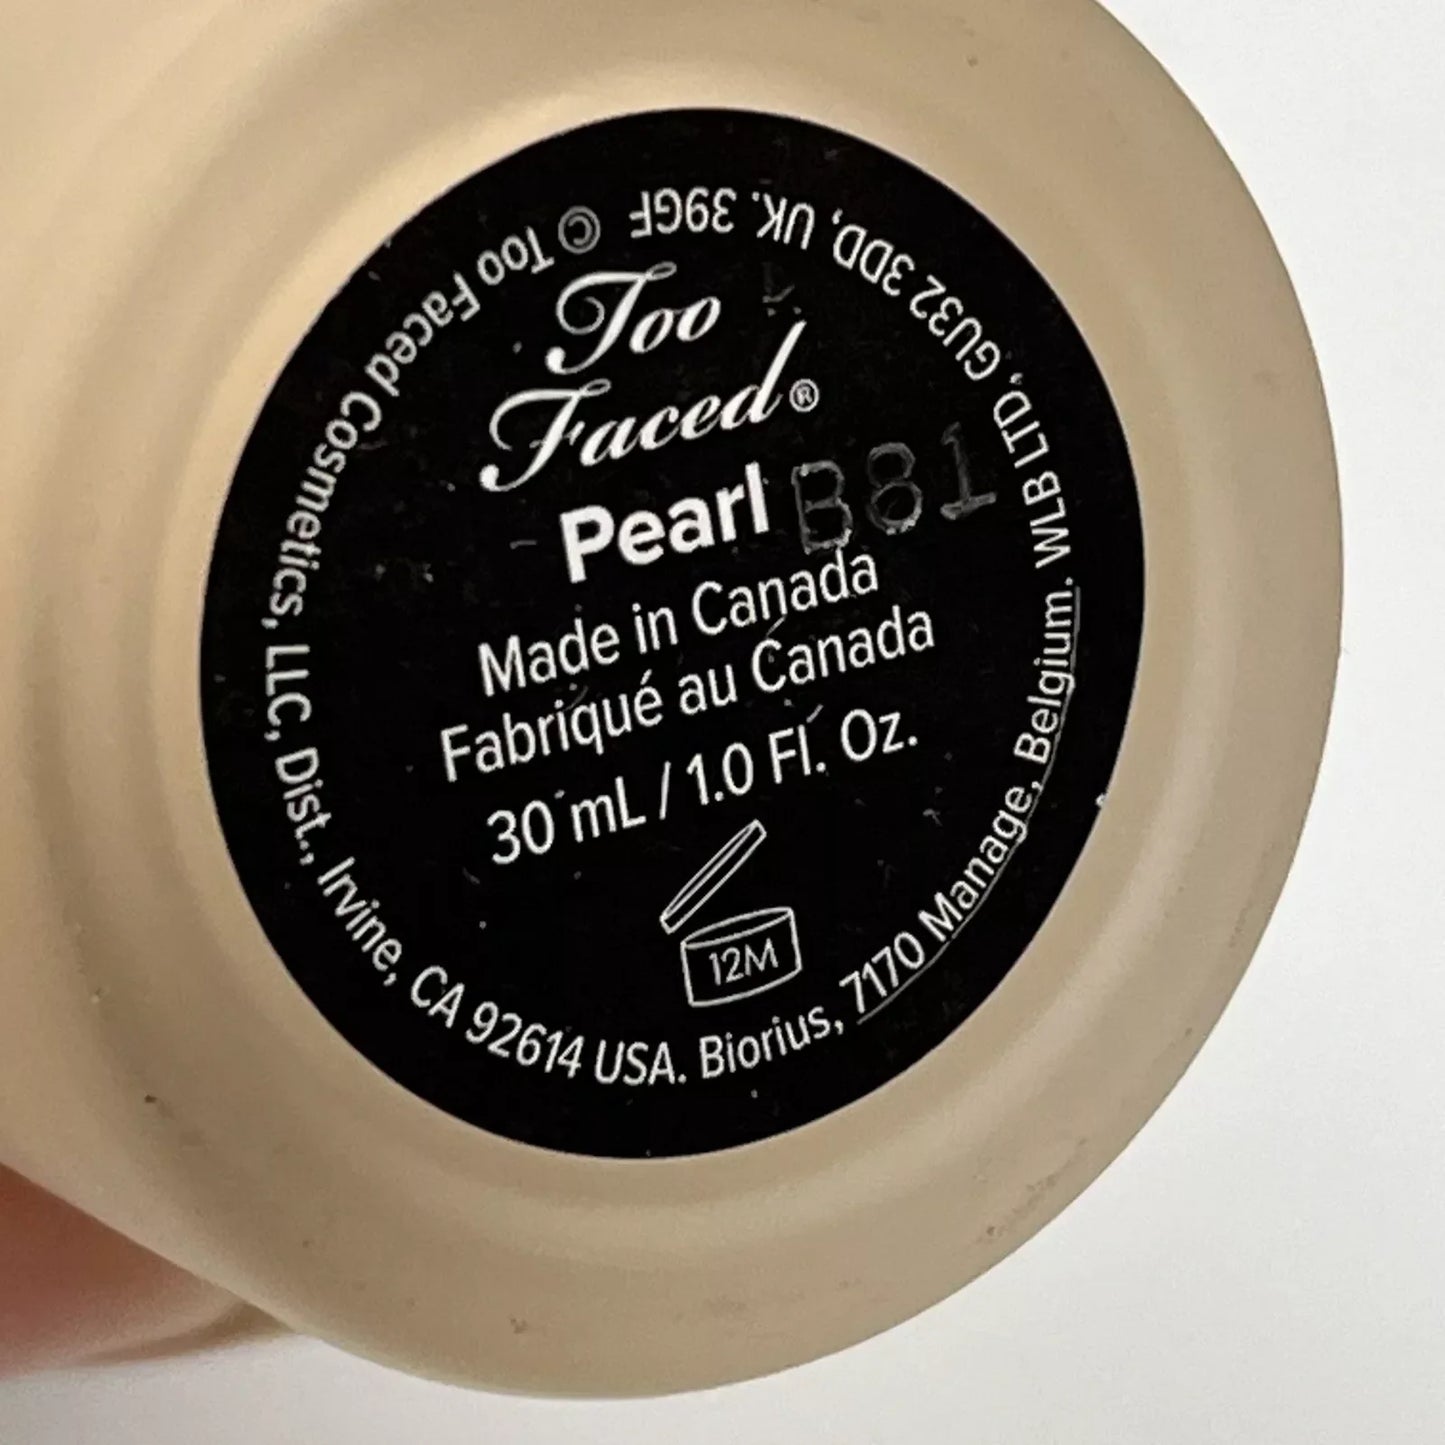 Too
Faced®
Pearl B81
Made in Canada
Fabriqué au Canada
30 mL / 1.0 Fl. Oz.
12M
© Too Faced Cosmetics, LLC, Dist., Irvine, CA 92614 USA. Biorius, 7170 Manage, Belgium. WLB LTD, GU32 3DD, UK. 39GF